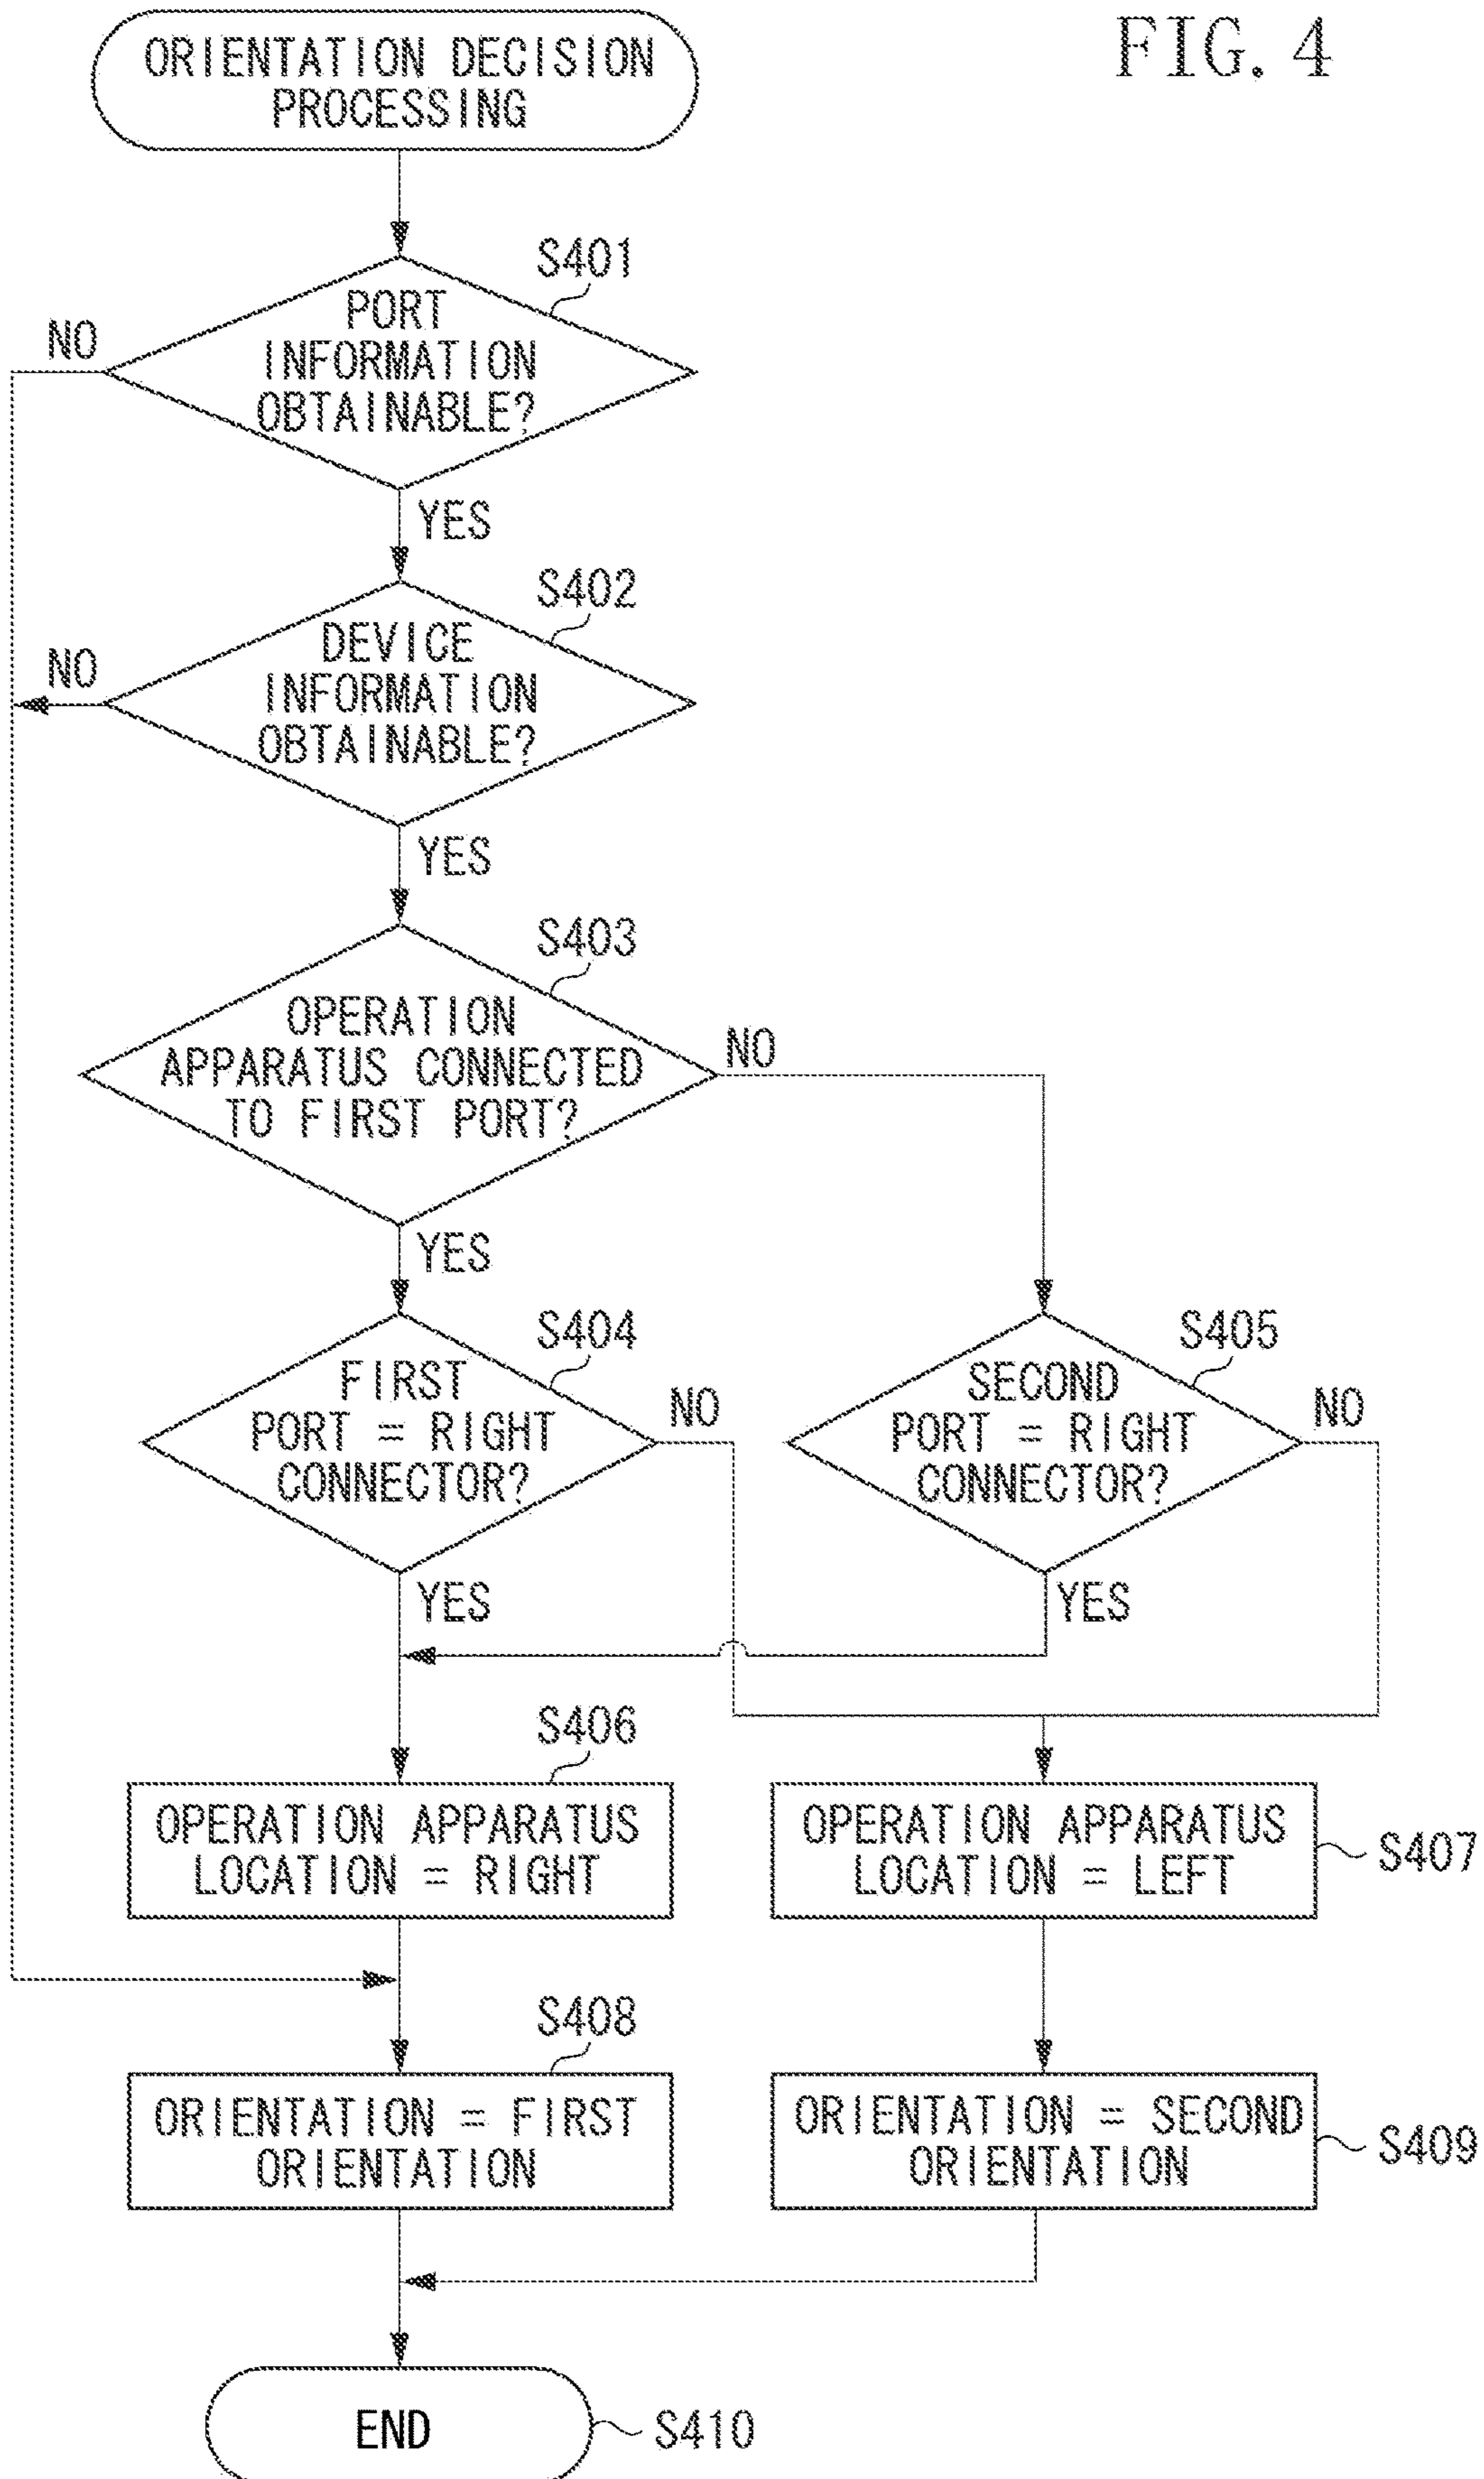 FIG. 4
ORIENTATION DECISION
PROCESSING
S401
PORT
INFORMATION
OBTAINABLE?
NO
YES
S402
DEVICE
INFORMATION
OBTAINABLE?
NO
YES
S403
OPERATION
APPARATUS CONNECTED
TO FIRST PORT?
NO
YES
S404
FIRST
PORT = RIGHT
CONNECTOR?
NO
YES
S405
SECOND
PORT = RIGHT
CONNECTOR?
NO
YES
S406
OPERATION APPARATUS
LOCATION = RIGHT
OPERATION APPARATUS
LOCATION = LEFT
S407
S408
ORIENTATION = FIRST
ORIENTATION
ORIENTATION = SECOND
ORIENTATION
S409
END
S410